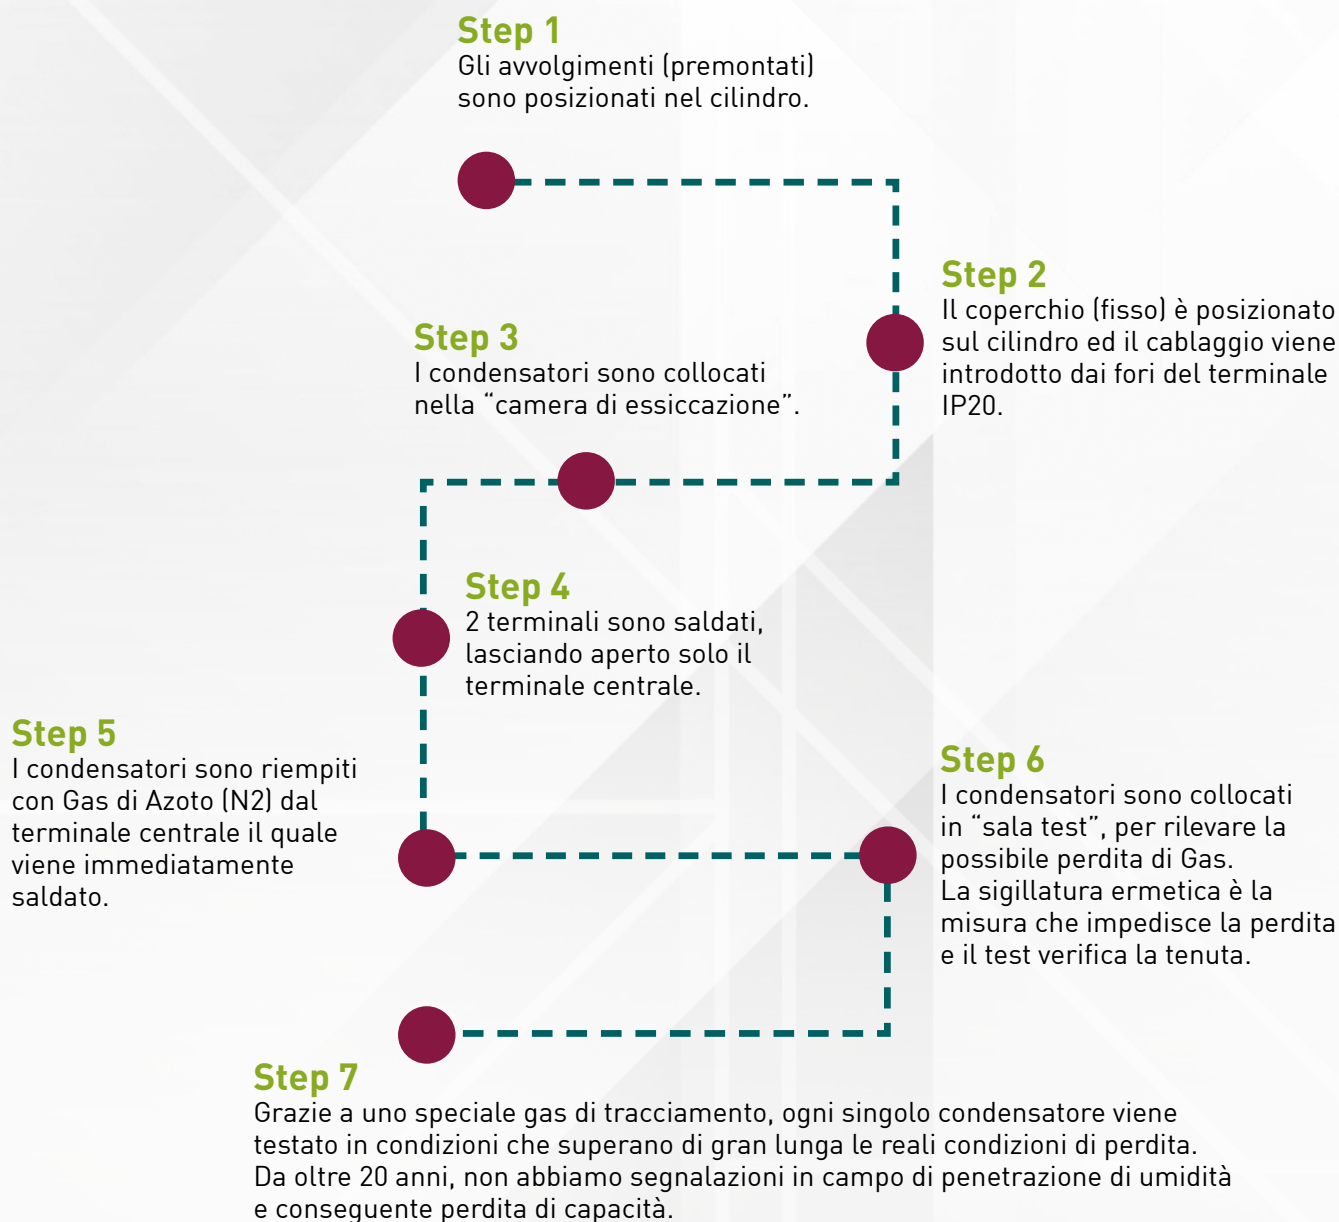 Step 1
Gli avvolgimenti (premontati)
sono posizionati nel cilindro.
Step 2
Il coperchio (fisso) è posizionato
sul cilindro ed il cablaggio viene
introdotto dai fori del terminale
IP20.
Step 3
I condensatori sono collocati
nella “camera di essiccazione”.
Step 4
2 terminali sono saldati,
lasciando aperto solo il
terminale centrale.
Step 5
I condensatori sono riempiti
con Gas di Azoto (N2) dal
terminale centrale il quale
viene immediatamente
saldato.
Step 6
I condensatori sono collocati
in “sala test”, per rilevare la
possibile perdita di Gas.
La sigillatura ermetica è la
misura che impedisce la perdita
e il test verifica la tenuta.
Step 7
Grazie a uno speciale gas di tracciamento, ogni singolo condensatore viene
testato in condizioni che superano di gran lunga le reali condizioni di perdita.
Da oltre 20 anni, non abbiamo segnalazioni in campo di penetrazione di umidità
e conseguente perdita di capacità.